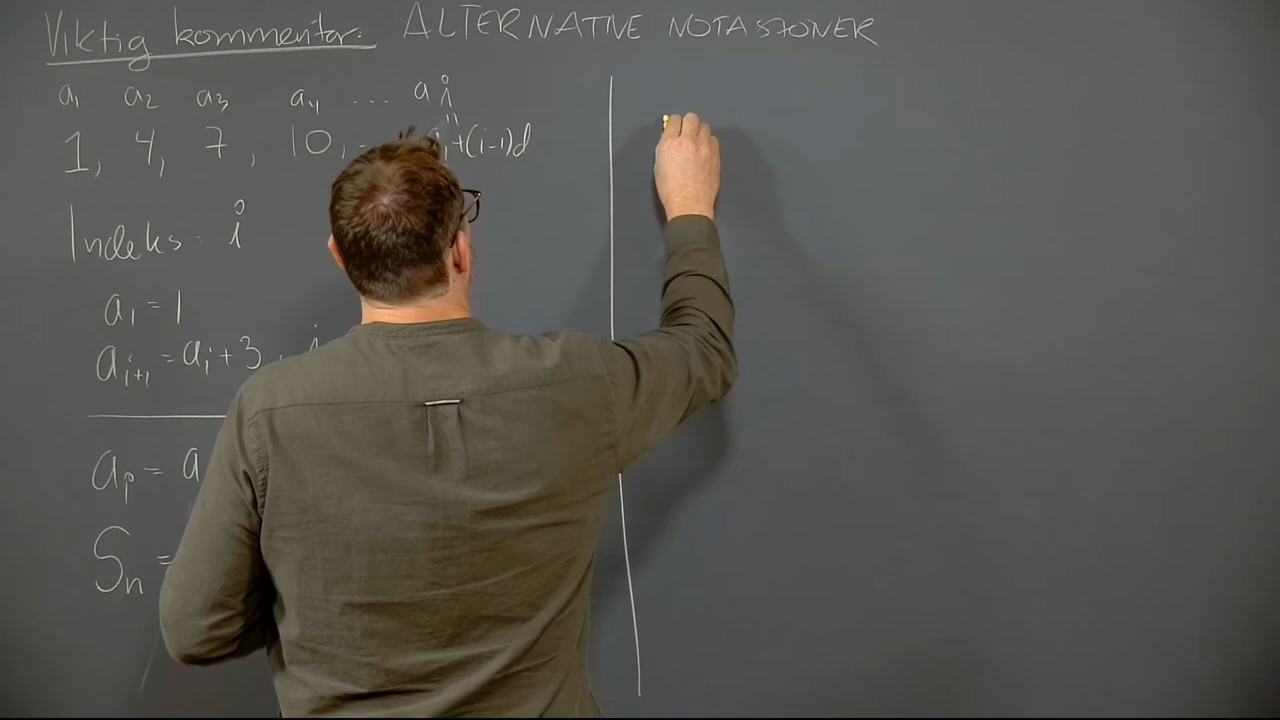 Viktig kommentar: ALTERNATIVE NOTASJONER
a₁ a₂ a₃ a₄ ... aᵢ
1, 4, 7, 10, a₁+(i-1)d
Indeks: i
a₁ = 1
aᵢ₊₁ = aᵢ + 3, i
aₚ = a
Sₙ =